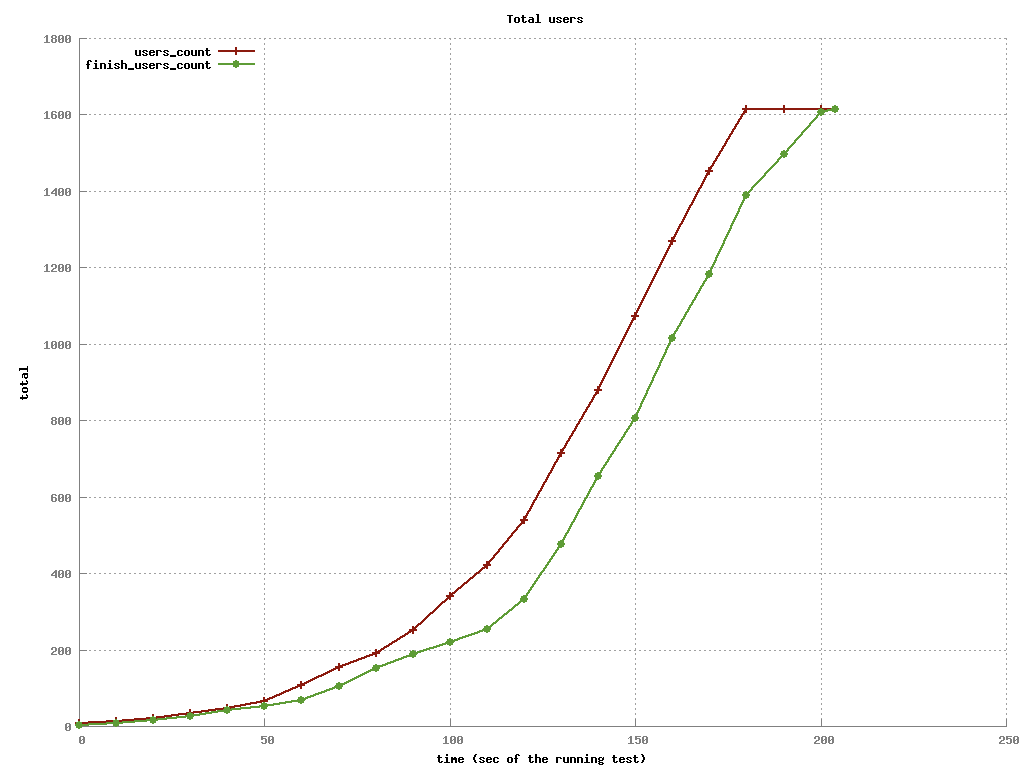 Total users
users_count
finish_users_count
1800
1600
1400
1200
1000
800
600
400
200
0
total
0 50 100 150 200 250
time (sec of the running test)